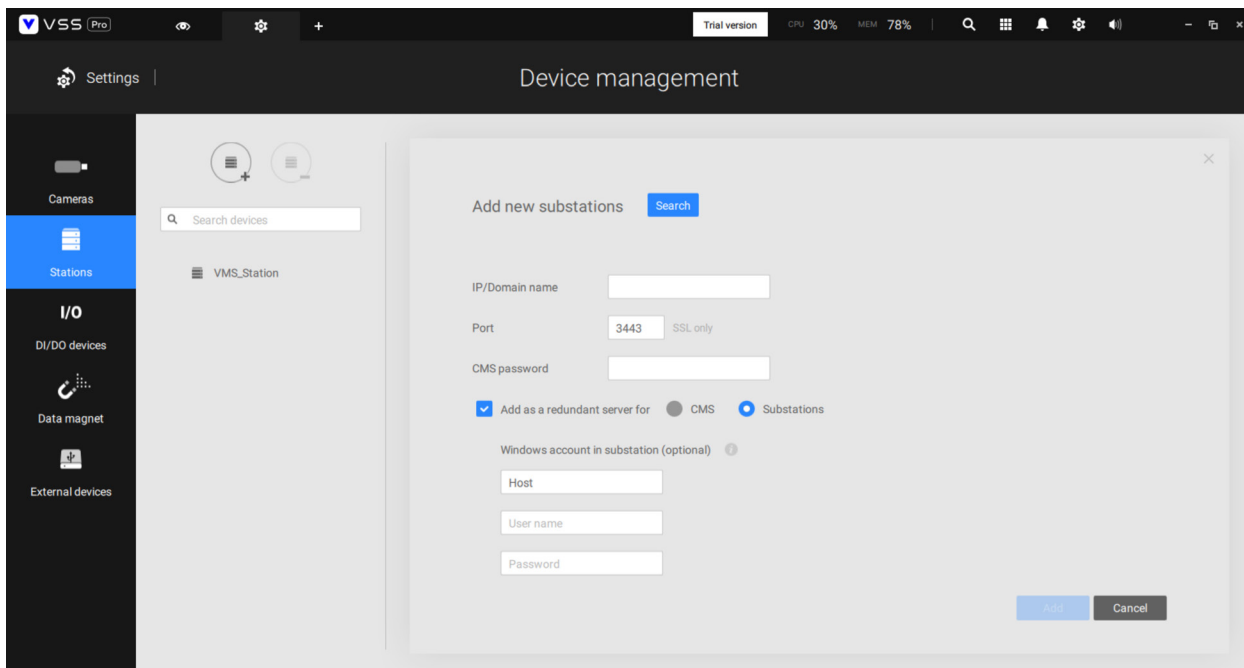 VSS Pro
+
Trial version CPU 30% MEM 78%
Settings
Device management
Cameras
Stations
I/O
DI/DO devices
Data magnet
External devices
Search devices
VMS_Station
Add new substations Search
IP/Domain name
Port 3443 SSL only
CMS password
Add as a redundant server for CMS Substations
Windows account in substation (optional)
Host
User name
Password
Add Cancel